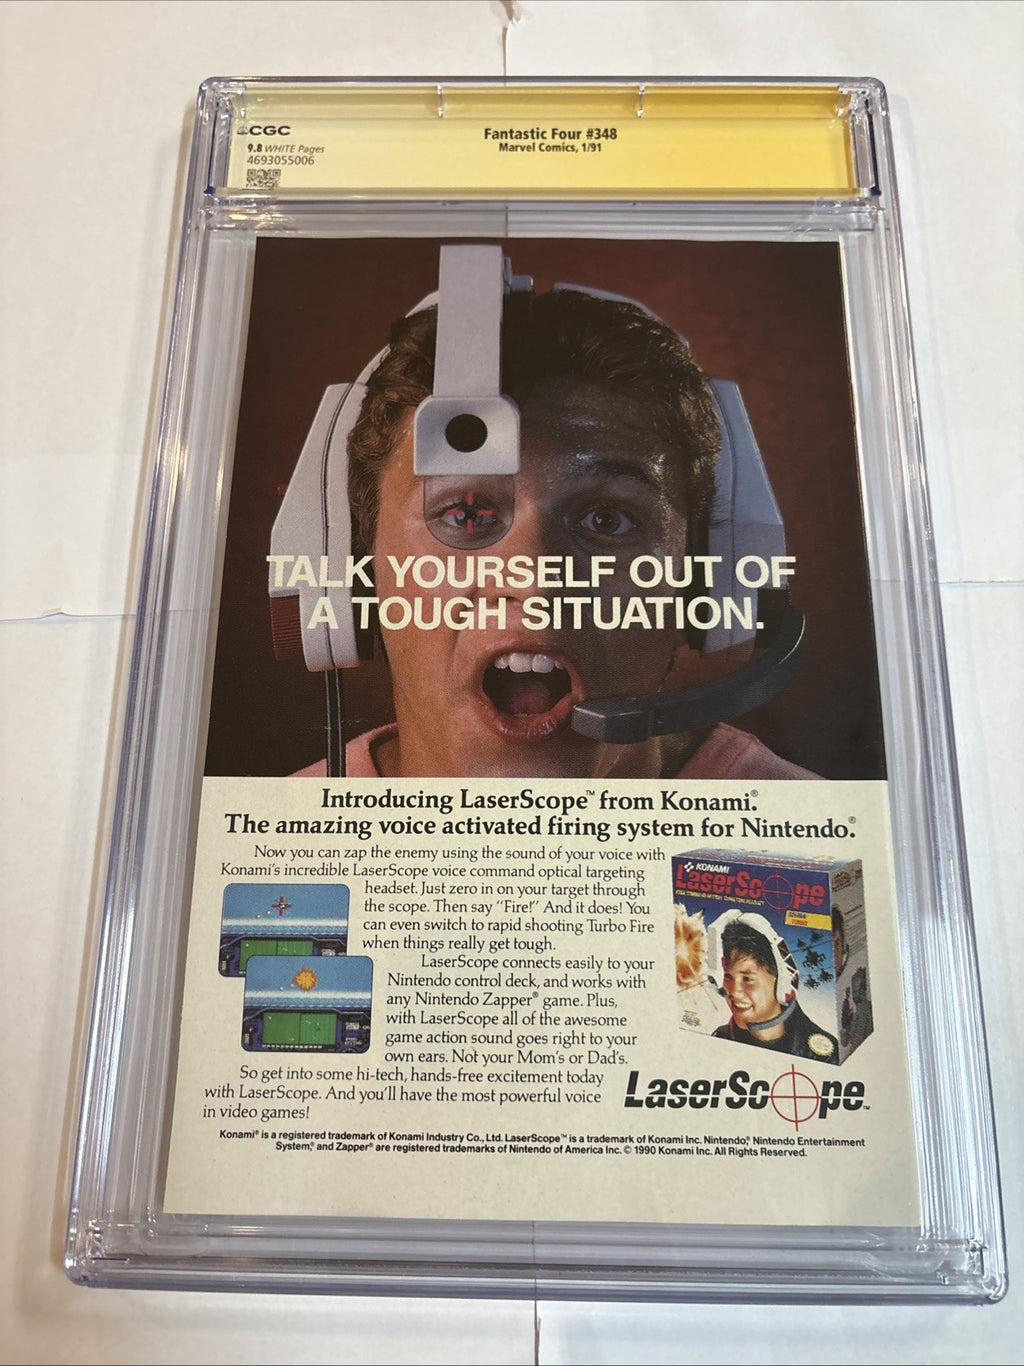 CGC
Fantastic Four #348
9.8 WHITE Pages
Marvel Comics, 1/91
4693055006
TALK YOURSELF OUT OF
A TOUGH SITUATION.
Introducing LaserScope™ from Konami.®
The amazing voice activated firing system for Nintendo.®
Now you can zap the enemy using the sound of your voice with
Konami's incredible LaserScope voice command optical targeting
headset. Just zero in on your target through
the scope. Then say "Fire!" And it does! You
can even switch to rapid shooting Turbo Fire
when things really get tough.
LaserScope connects easily to your
Nintendo control deck, and works with
any Nintendo Zapper® game. Plus,
with LaserScope all of the awesome
game action sound goes right to your
own ears. Not your Mom's or Dad's.
So get into some hi-tech, hands-free excitement today
with LaserScope. And you'll have the most powerful voice
in video games!
KONAMI
LaserScope
LaserScope™
Konami® is a registered trademark of Konami Industry Co., Ltd. LaserScope™ is a trademark of Konami Inc. Nintendo,® Nintendo Entertainment
System,® and Zapper® are registered trademarks of Nintendo of America Inc. © 1990 Konami Inc. All Rights Reserved.